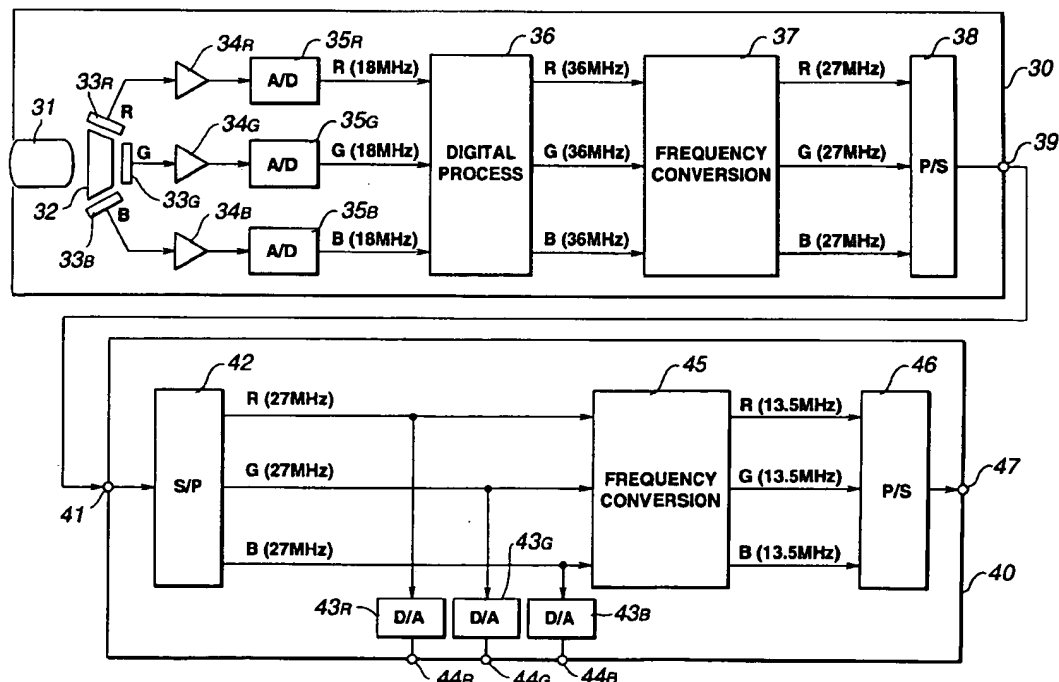 34R
35R
36
37
38
33R
R
A/D
R (18MHz)
R (36MHz)
R (27MHz)
30
31
34G
35G
G
A/D
G (18MHz)
DIGITAL
PROCESS
G (36MHz)
FREQUENCY
CONVERSION
G (27MHz)
P/S
39
32
33G
34B
35B
B
33B
A/D
B (18MHz)
B (36MHz)
B (27MHz)
42
45
46
R (27MHz)
R (13.5MHz)
S/P
G (27MHz)
FREQUENCY
CONVERSION
G (13.5MHz)
P/S
47
41
B (27MHz)
43G
B (13.5MHz)
40
43R
D/A
D/A
D/A
43B
44R
44G
44B